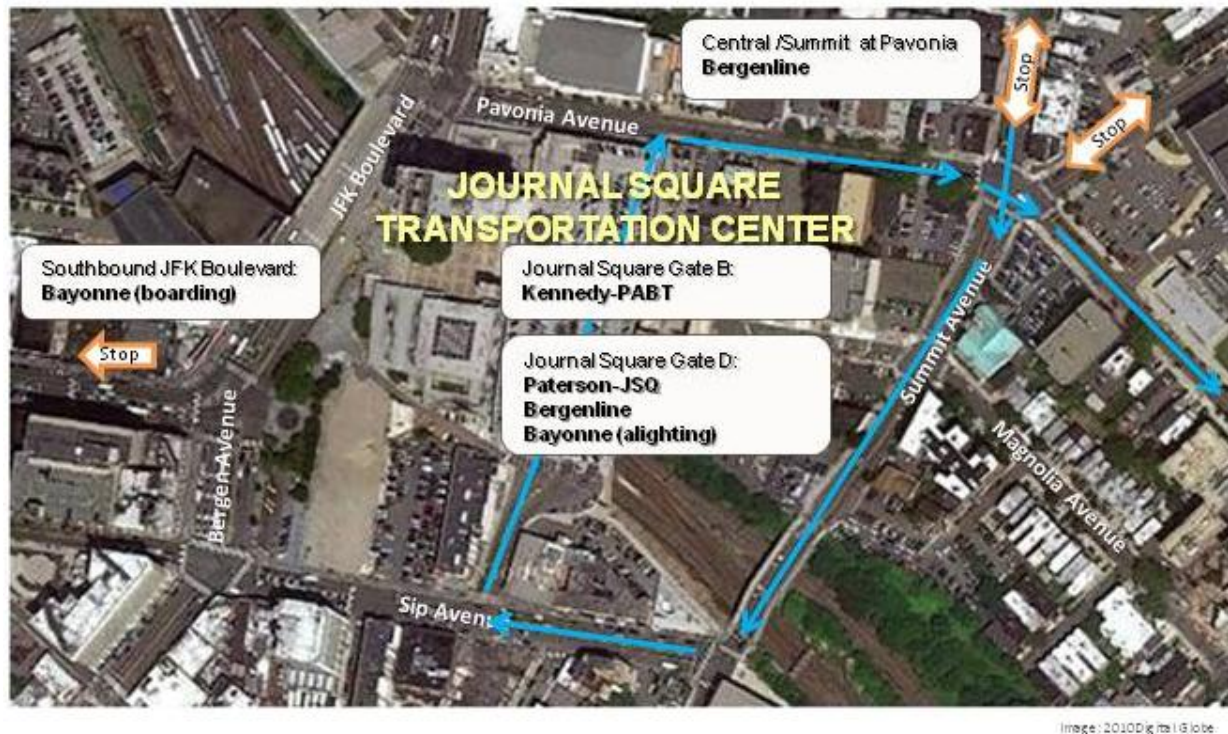 Central /Summit at Pavonia
Bergenline
Stop
Stop
Pavonia Avenue
JFK Boulevard
JOURNAL SQUARE
TRANSPORTATION CENTER
Southbound JFK Boulevard:
Bayonne (boarding)
Journal Square Gate B:
Kennedy-PABT
Stop
Journal Square Gate D:
Paterson-JSQ
Bergenline
Bayonne (alighting)
Summit Avenue
Magnolia Avenue
Bergen Avenue
Sip Avenue
Image: 2010 Digital Globe